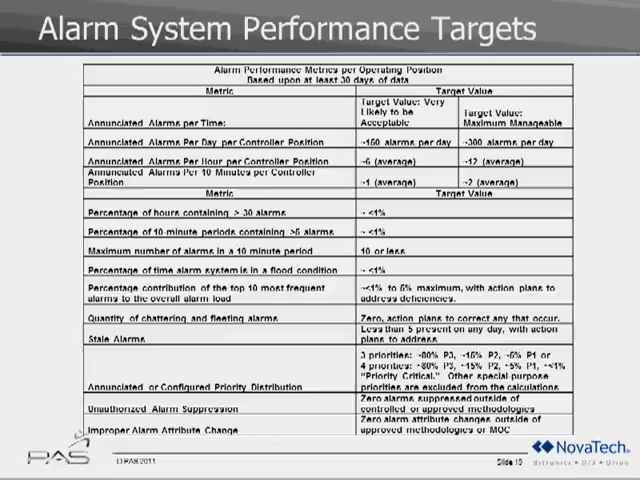 Alarm System Performance Targets
Alarm Performance Metrics per Operating Position
Based upon at least 30 days of data
Metric Target Value
Annunciated Alarms per Time: Target Value: Very Likely to be Acceptable Target Value: Maximum Manageable
Annunciated Alarms Per Day per Controller Position ~150 alarms per day ~300 alarms per day
Annunciated Alarms Per Hour per Controller Position ~6 (average) ~12 (average)
Annunciated Alarms Per 10 Minutes per Controller Position ~1 (average) ~2 (average)
Metric Target Value
Percentage of hours containing > 30 alarms ~ <1%
Percentage of 10-minute periods containing >5 alarms ~ <1%
Maximum number of alarms in a 10 minute period 10 or less
Percentage of time alarm system is in a flood condition ~ <1%
Percentage contribution of the top 10 most frequent alarms to the overall alarm load ~<1% to 5% maximum, with action plans to address deficiencies.
Quantity of chattering and fleeting alarms Zero, action plans to correct any that occur.
Stale Alarms Less than 5 present on any day, with action plans to address
Annunciated or Configured Priority Distribution 3 priorities: ~80% P3, ~15% P2, ~5% P1 or
4 priorities: ~80% P3, ~15% P2, ~5% P1, ~<1%
"Priority Critical." Other special-purpose
priorities are excluded from the calculations
Unauthorized Alarm Suppression Zero alarms suppressed outside of controlled or approved methodologies
Improper Alarm Attribute Change Zero alarm attribute changes outside of approved methodologies or MOC
PAS
© PAS 2011
Slide 19
NovaTech
Bitronics • D/3 • Orion